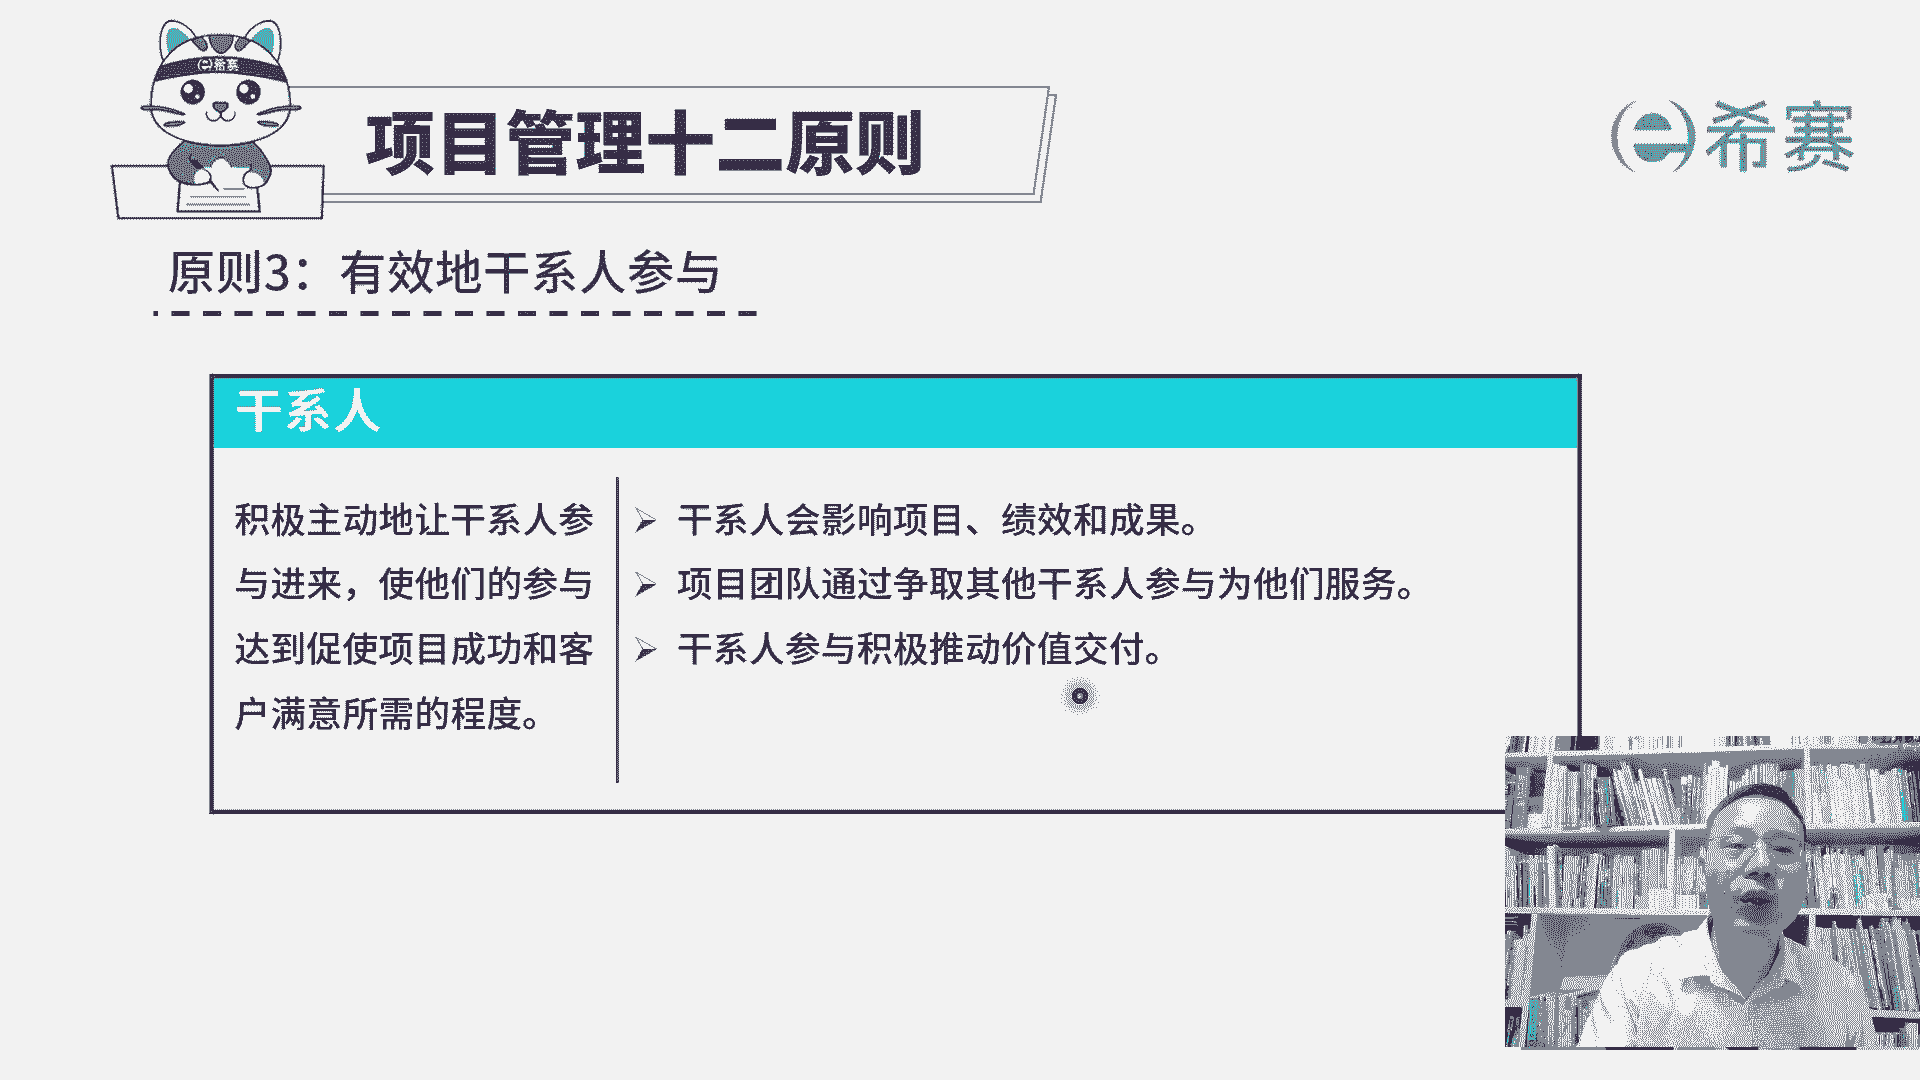 希赛
项目管理十二原则
希赛
原则3：有效地干系人参与
干系人
积极主动地让干系人参
与进来，使他们的参与
达到促使项目成功和客
户满意所需的程度。
干系人会影响项目、绩效和成果。
项目团队通过争取其他干系人参与为他们服务。
干系人参与积极推动价值交付。